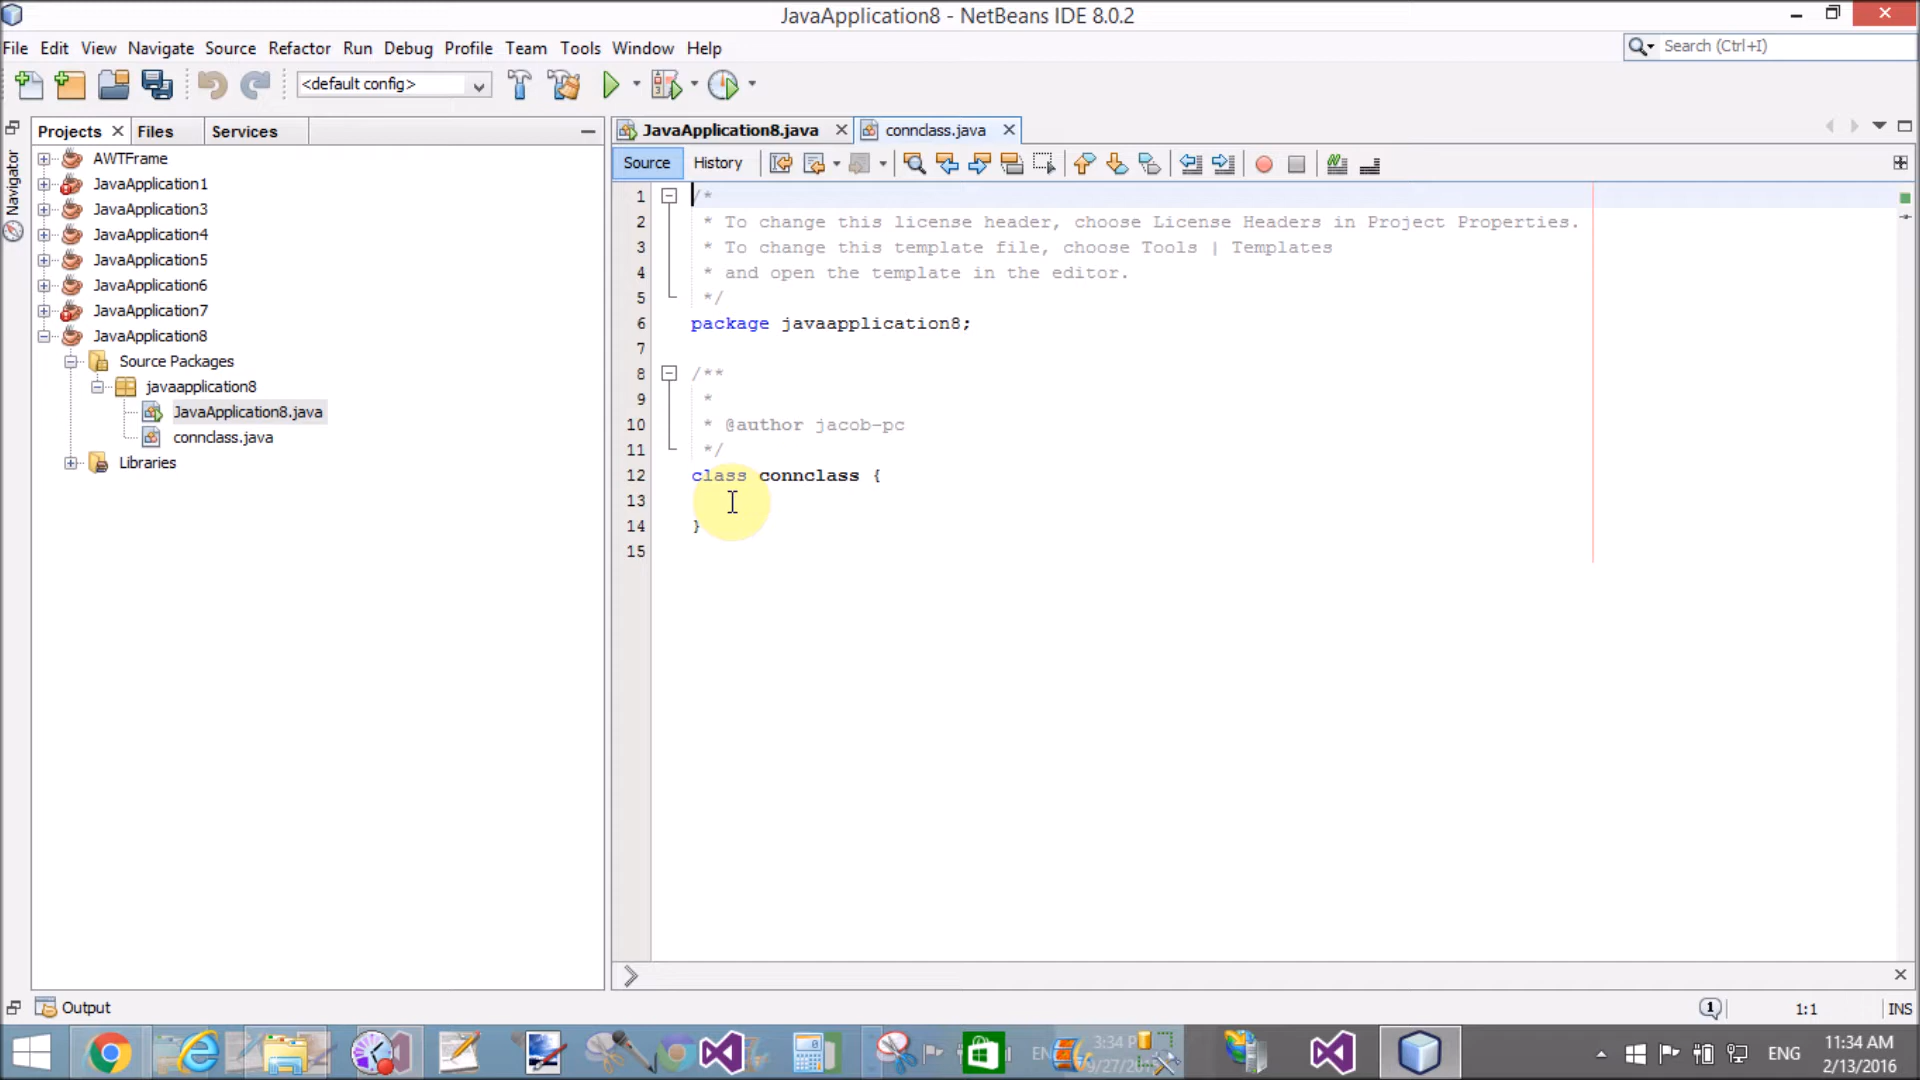 JavaApplication8 - NetBeans IDE 8.0.2
File Edit View Navigate Source Refactor Run Debug Profile Team Tools Window Help
Search (Ctrl+I)
<default config>
Projects Files Services
Navigator
AWTFrame
JavaApplication1
JavaApplication3
JavaApplication4
JavaApplication5
JavaApplication6
JavaApplication7
JavaApplication8
Source Packages
javaapplication8
JavaApplication8.java
connclass.java
Libraries
JavaApplication8.java connclass.java
Source History
1 /*
2 * To change this license header, choose License Headers in Project Properties.
3 * To change this template file, choose Tools | Templates
4 * and open the template in the editor.
5 */
6 package javaapplication8;
7
8 /**
9 *
10 * @author jacob-pc
11 */
12 class connclass {
13
14 }
15
Output
1 1:1 INS
3:34 P
ENG 11:34 AM
2/13/2016